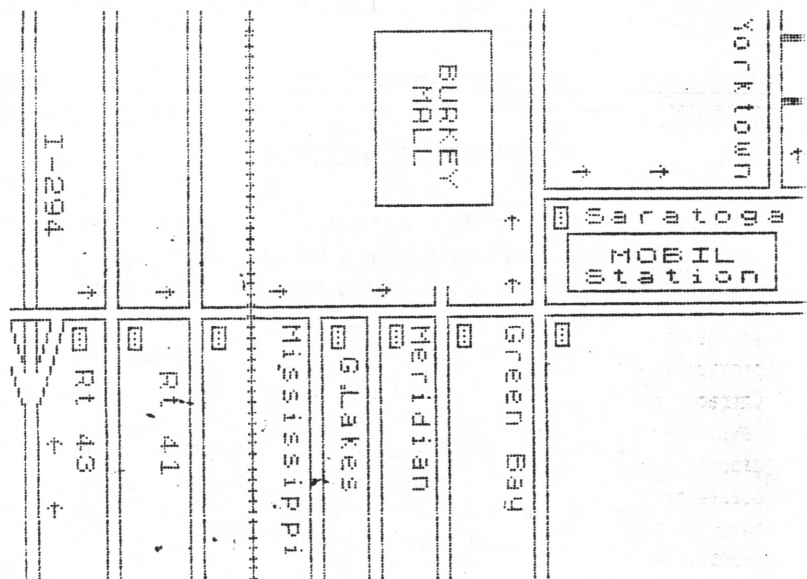 I-294
Rt 43
Rt 41
Mississippi
G.Lakes
Meridian
Green Bay
BURKEY
MALL
Yorktown
Saratoga
MOBIL
Station